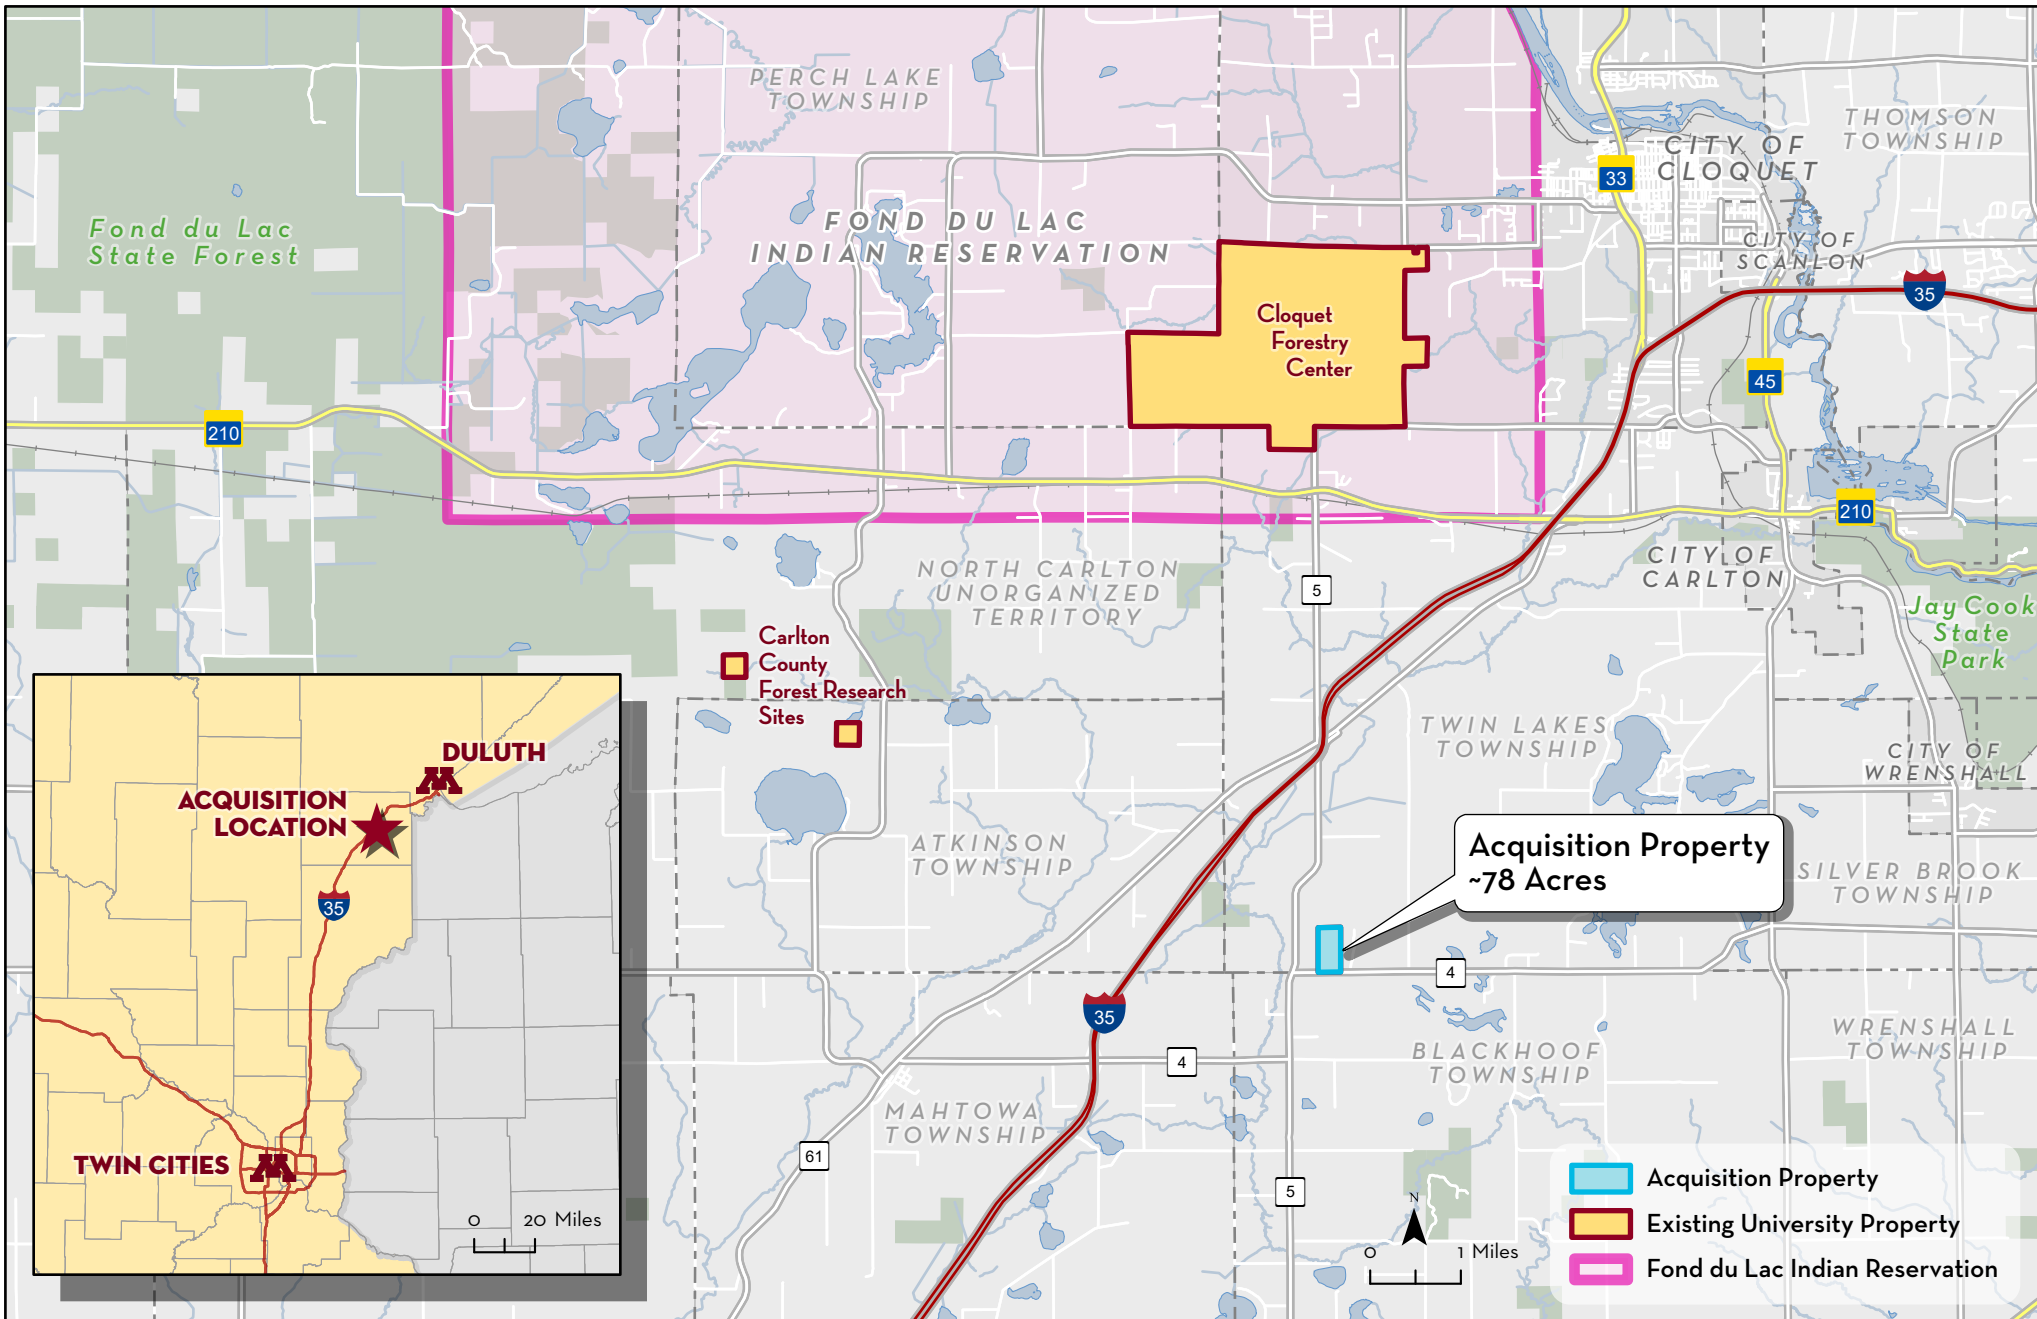 PERCH LAKE
TOWNSHIP
THOMSON
TOWNSHIP
CITY OF
CLOQUET
33
Fond du Lac
State Forest
FOND DU LAC
INDIAN RESERVATION
CITY OF
SCANLON
35
Cloquet
Forestry
Center
45
210
210
NORTH CARLTON
UNORGANIZED
TERRITORY
5
CITY OF
CARLTON
Jay Cook
State
Park
Carlton
County
Forest Research
Sites
TWIN LAKES
TOWNSHIP
CITY OF
WRENSHALL
DULUTH
ACQUISITION
LOCATION
35
TWIN CITIES
0 20 Miles
ATKINSON
TOWNSHIP
Acquisition Property
~78 Acres
SILVER BROOK
TOWNSHIP
4
35
4
WRENSHALL
TOWNSHIP
BLACKHOOF
TOWNSHIP
MAHTOWA
TOWNSHIP
61
5
N
0 1 Miles
Acquisition Property
Existing University Property
Fond du Lac Indian Reservation